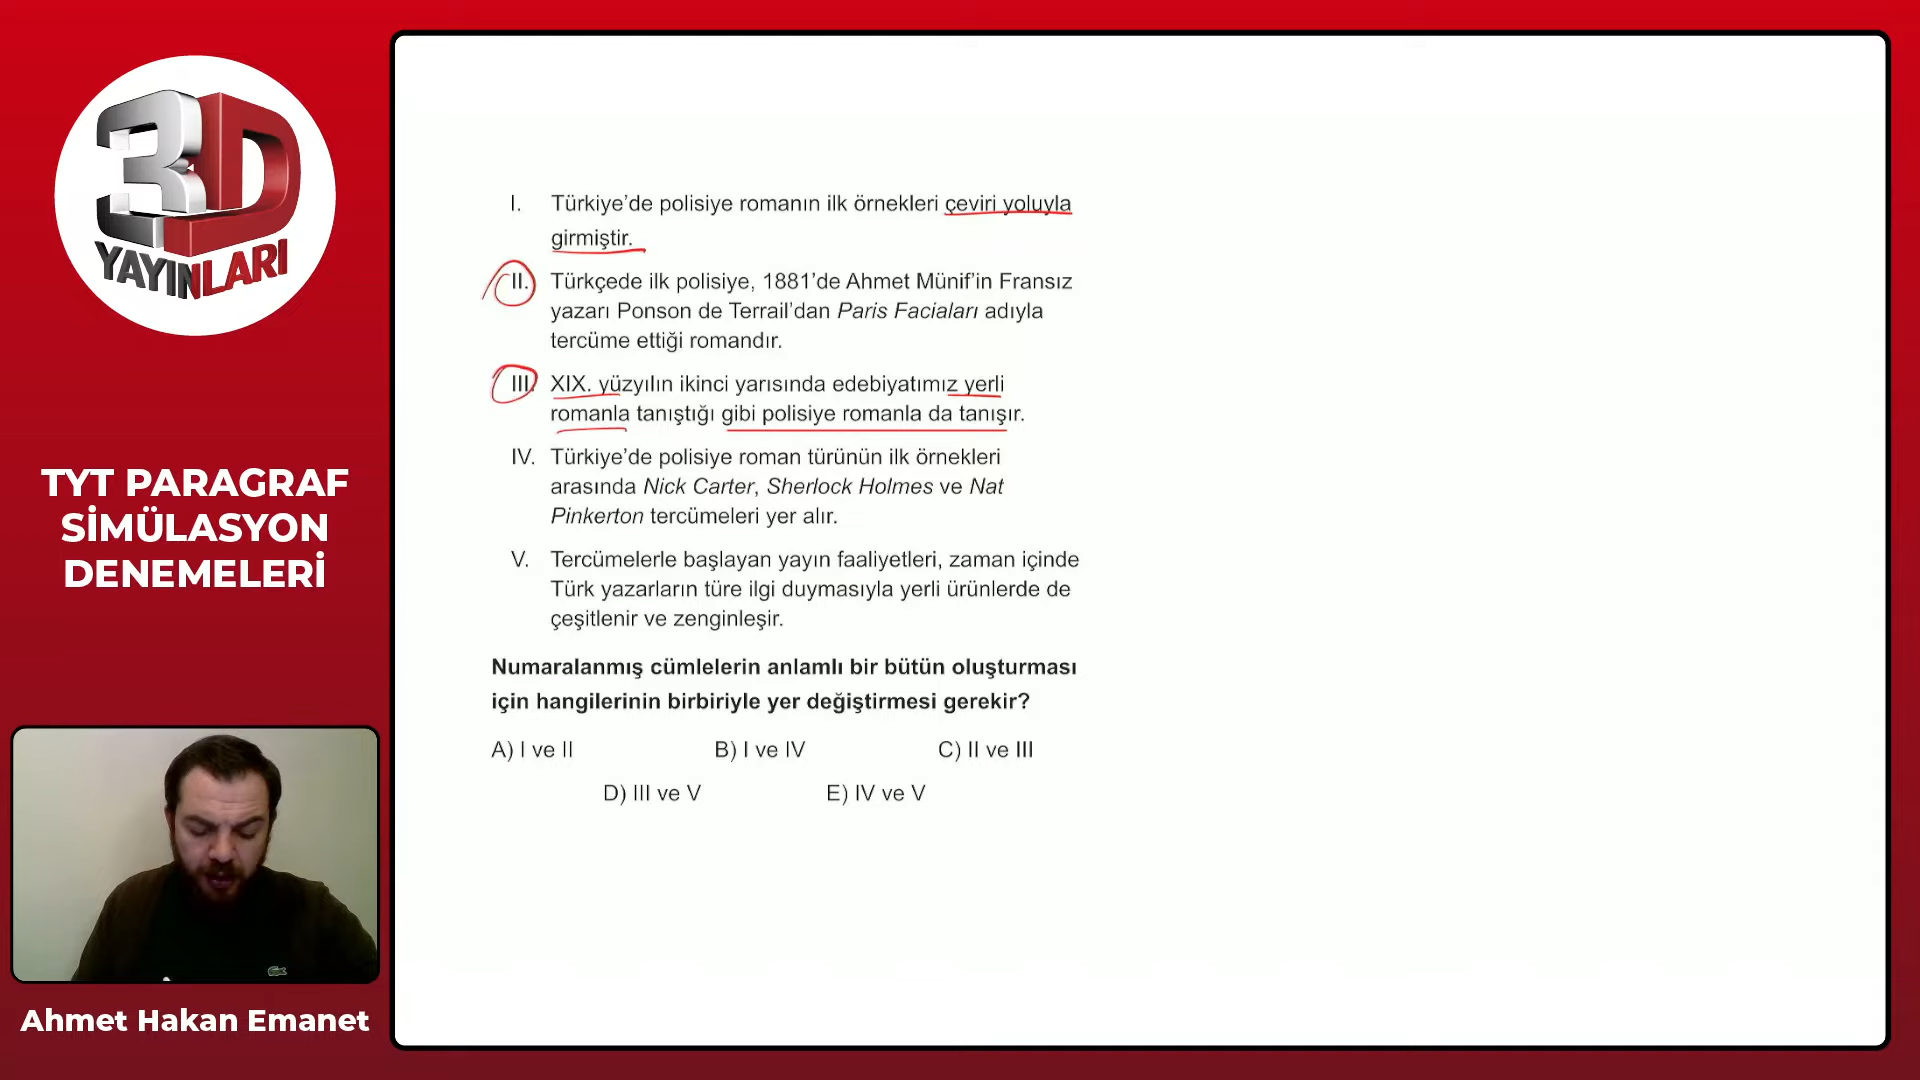 3D
YAYINLARI
TYT PARAGRAF
SİMÜLASYON
DENEMELERİ
Ahmet Hakan Emanet
I. Türkiye’de polisiye romanın ilk örnekleri çeviri yoluyla
girmiştir.
II. Türkçede ilk polisiye, 1881’de Ahmet Münif’in Fransız
yazarı Ponson de Terrail’dan Paris Faciaları adıyla
tercüme ettiği romandır.
III. XIX. yüzyılın ikinci yarısında edebiyatımız yerli
romanla tanıştığı gibi polisiye romanla da tanışır.
IV. Türkiye’de polisiye roman türünün ilk örnekleri
arasında Nick Carter, Sherlock Holmes ve Nat
Pinkerton tercümeleri yer alır.
V. Tercümelerle başlayan yayın faaliyetleri, zaman içinde
Türk yazarların türe ilgi duymasıyla yerli ürünlerde de
çeşitlenir ve zenginleşir.
Numaralanmış cümlelerin anlamlı bir bütün oluşturması
için hangilerinin birbiriyle yer değiştirmesi gerekir?
A) I ve II B) I ve IV C) II ve III
D) III ve V E) IV ve V